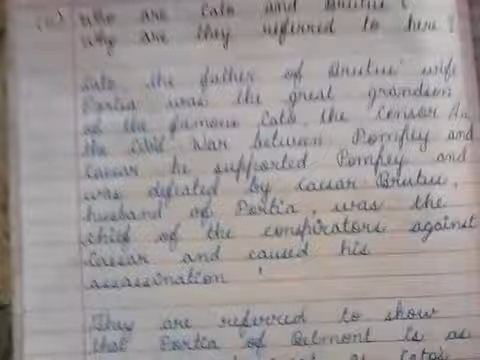 (ii) Who are Cato and Brutus?
Why are they referred to here?
Cato, the father of Brutus' wife
Portia was the great grandson
of the famous Cato, the Censor. In
the Civil War between Pompey and
Caesar he supported Pompey and
was defeated by Caesar. Brutus,
husband of Portia, was the
chief of the conspirators against
Caesar and caused his
assassination.
They are referred to show
that Portia of Belmont is as
as Cato's